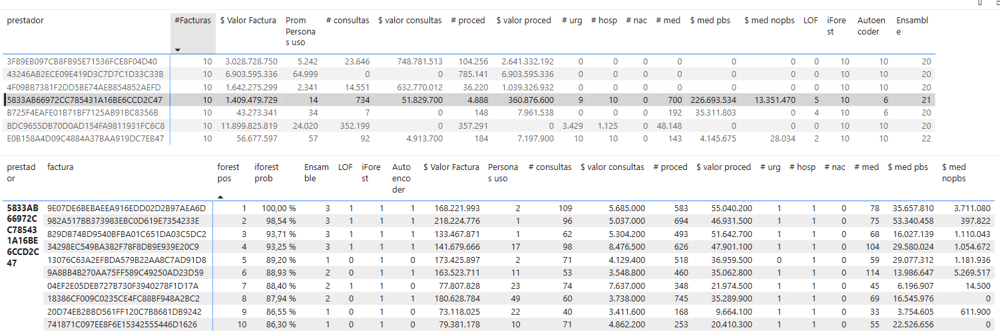 prestador #Facturas $ Valor Factura Prom Personas uso # consultas $ valor consultas # proced $ valor proced # urg # hosp # nac # med $ med pbs $ med nopbs LOF iForest Autoencoder Ensamble
3F89EB097CB8FB95E71536FCE8F04D40 10 3.028.728.750 5.242 23.646 748.781.513 104.256 2.641.332.192 0 0 0 0 0 0 0 10 10 20
43246AB2ECE09E419D3C7D7C1D33C33B 10 6.903.595.336 64.999 0 0 785.141 6.903.595.336 0 0 0 0 0 0 0 10 10 20
4F09BB7381F2DD5BE74AEB854852AEFD 10 1.642.275.299 2.341 14.551 632.770.012 36.220 1.039.326.932 0 0 0 0 0 0 0 10 10 20
5833AB66972CC785431A16BE6CCD2C47 10 1.409.479.729 14 734 51.829.700 4.888 360.876.600 9 10 0 700 226.693.534 13.351.470 5 10 6 21
B725F4EAFE01B71BF7125AB91BC8356B 10 43.273.341 34 7 0 148 7.961.538 0 0 0 192 35.311.803 0 4 10 6 20
BDC9655DB70D0AD154FA9811931FC6C8 10 11.899.825.819 24.020 352.199 0 357.291 0 3.429 1.125 0 48.148 0 0 0 10 10 20
E0B158A4D09C4884A37BAA919DC7EB47 10 56.677.597 57 92 4.913.700 184 7.197.900 10 10 0 143 4.145.675 28.034 2 10 10 22
prestador factura forest pos iforest prob Ensamble LOF iForest Autoencoder $ Valor Factura Personas uso # consultas $ valor consultas # proced $ valor proced # urg # hosp # nac # med $ med pbs $ med nopbs
5833AB66972CC785431A16BE6CCD2C47 9E07DE6BEBAEEA916EDD02D2B97AEA6D 1 100,00 % 3 1 1 1 168.221.993 2 109 5.685.000 583 55.040.200 1 1 0 78 35.657.810 3.711.080
982A517BB373983EBC0D619E7354233E 2 98,54 % 3 1 1 1 218.224.776 1 96 5.037.000 694 46.931.500 1 1 0 75 53.340.458 397.822
829DB74BD9540BFBA01C651DA03C5DC2 3 93,71 % 3 1 1 1 133.467.871 1 62 5.304.200 493 51.642.700 1 1 0 68 16.027.139 1.110.043
34298EC549BA382F78F8DB9E939E20C9 4 93,25 % 3 1 1 1 141.679.666 17 98 8.476.500 626 47.901.100 1 1 0 104 29.580.024 1.054.672
13076C63A2EFBDA579B22AA8C7AD91D8 5 89,20 % 1 0 1 0 173.425.897 2 71 4.129.400 518 36.959.500 0 1 0 59 29.077.312 1.181.936
9A8BB4B270AA75FF589C49250AD23D59 6 88,93 % 2 0 1 1 163.523.711 11 53 3.548.800 460 35.062.800 1 1 0 114 13.986.647 5.269.517
04EF2E05DEB727B730F3940278F1D17A 7 88,40 % 2 1 1 0 77.807.828 23 74 7.637.000 348 21.974.500 1 1 0 45 6.196.907 14.500
18386CF009C0235CE4FC88BF948A2BC2 8 87,94 % 2 0 1 1 180.628.784 49 60 3.738.000 745 35.289.900 1 1 0 69 16.545.976 0
20D74EB2BBD561FF120C7B8681DB9242 9 86,55 % 1 0 1 0 73.118.025 22 40 3.411.600 168 9.664.100 1 1 0 33 3.754.605 611.900
741871C097EE8F6E15342555446D1626 10 86,30 % 1 0 1 0 79.381.178 10 71 4.862.200 253 20.410.300 1 1 0 55 22.526.656 0